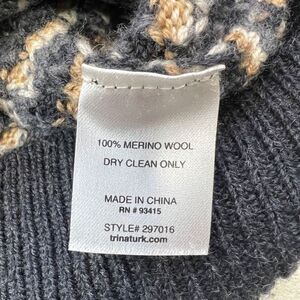 100% MERINO WOOL
DRY CLEAN ONLY
MADE IN CHINA
RN # 93415
STYLE# 297016
trinaturk.com